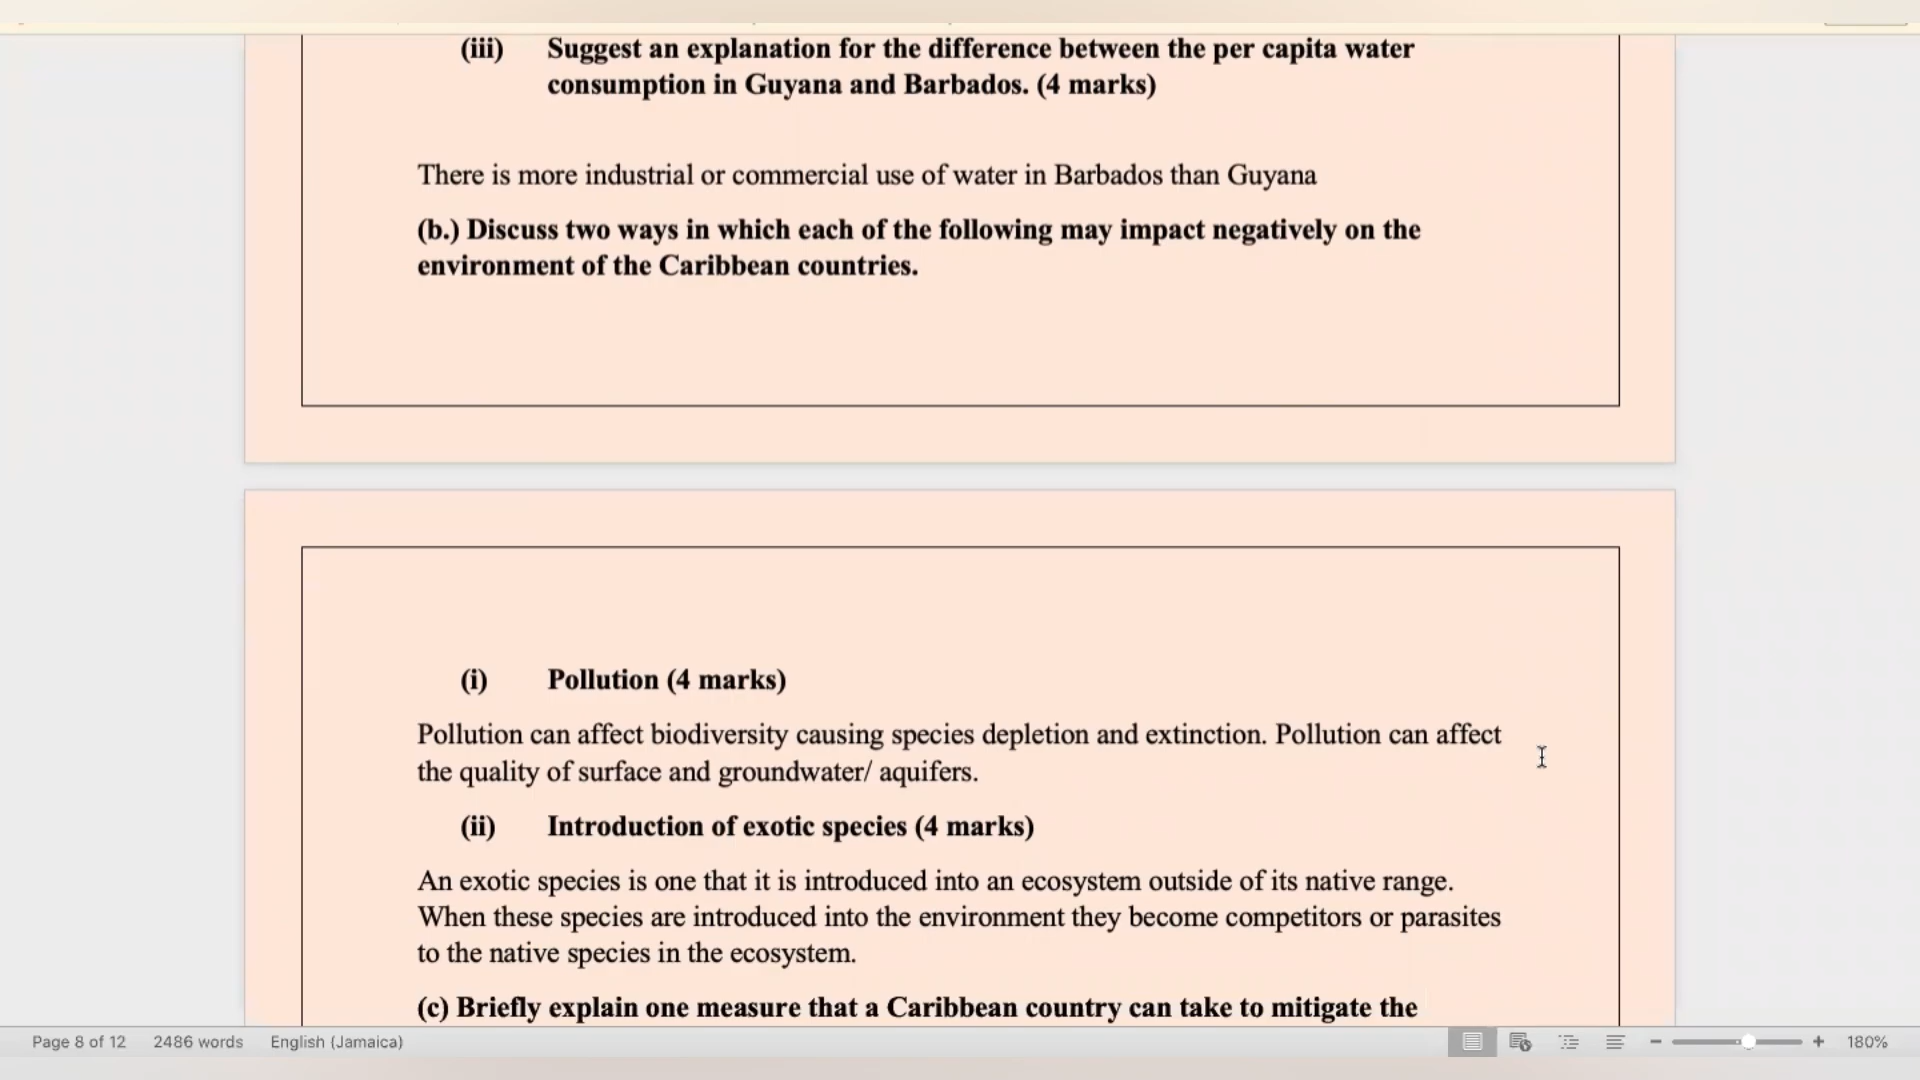 (iii) Suggest an explanation for the difference between the per capita water
consumption in Guyana and Barbados. (4 marks)
There is more industrial or commercial use of water in Barbados than Guyana
(b.) Discuss two ways in which each of the following may impact negatively on the
environment of the Caribbean countries.
(i) Pollution (4 marks)
Pollution can affect biodiversity causing species depletion and extinction. Pollution can affect
the quality of surface and groundwater/ aquifers.
(ii) Introduction of exotic species (4 marks)
An exotic species is one that it is introduced into an ecosystem outside of its native range.
When these species are introduced into the environment they become competitors or parasites
to the native species in the ecosystem.
(c) Briefly explain one measure that a Caribbean country can take to mitigate the
Page 8 of 12 2486 words English (Jamaica) 180%